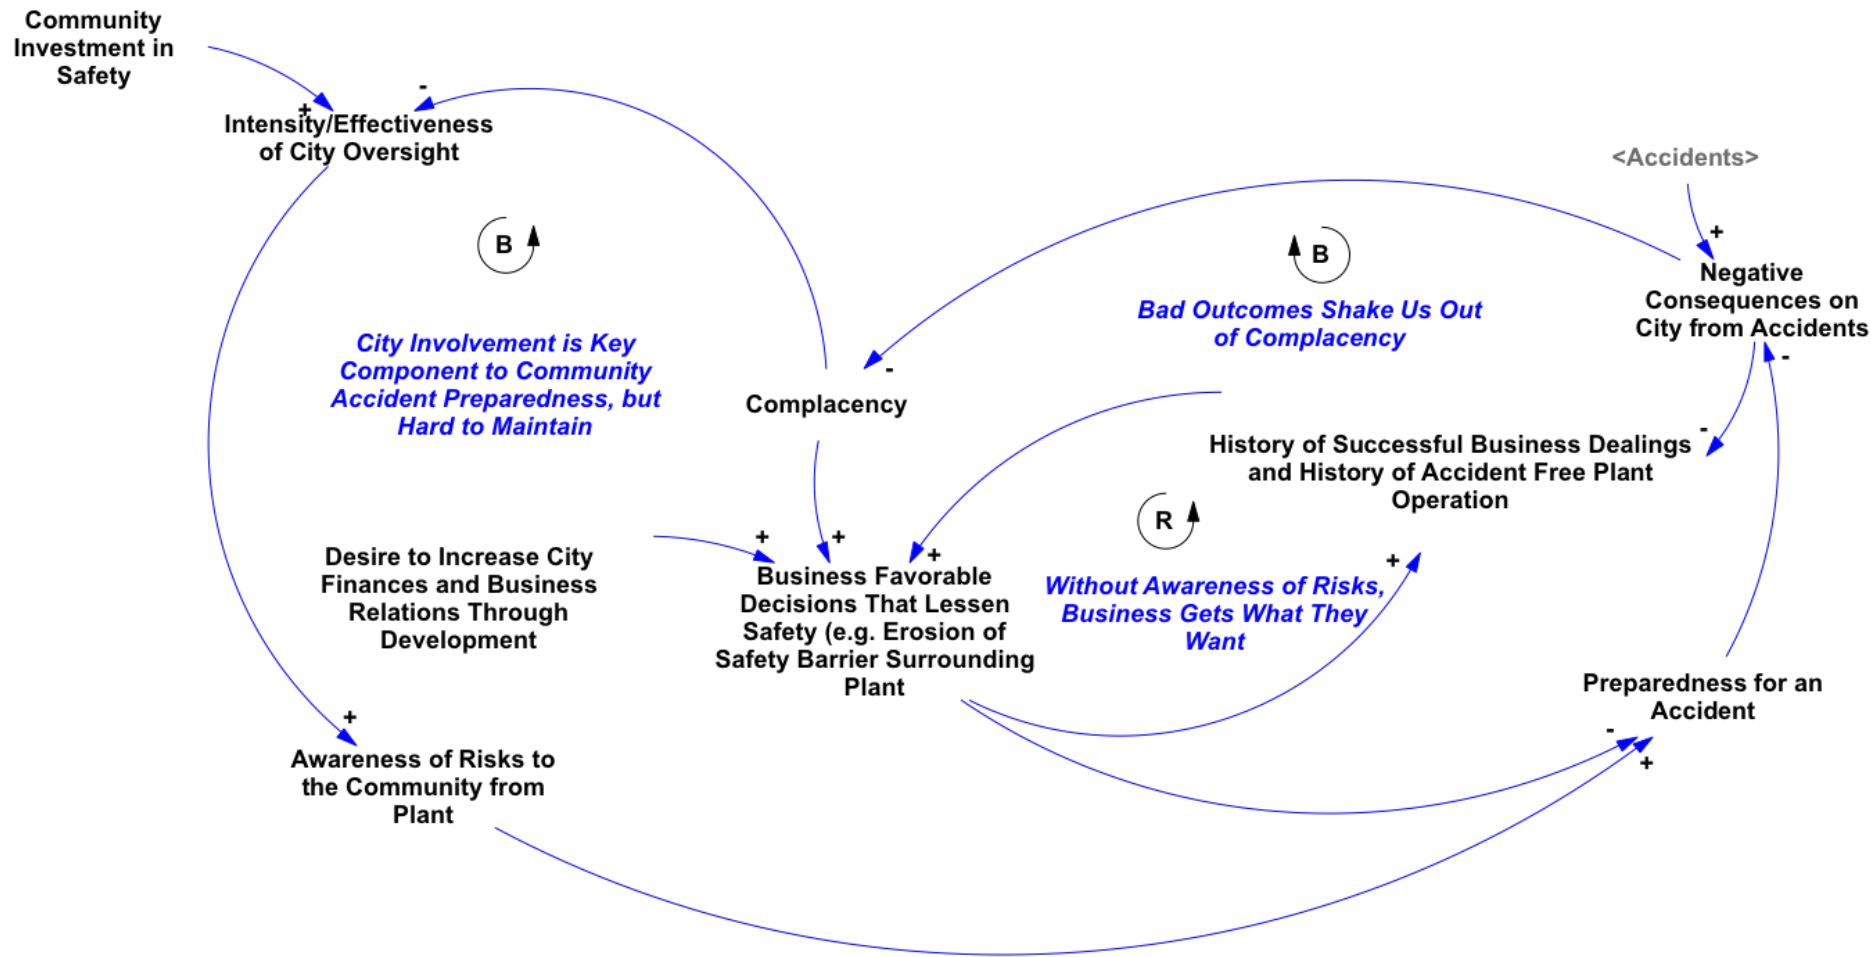 Community
Investment in
Safety
+
-
Intensity/Effectiveness
of City Oversight
<Accidents>
+
B
B
Negative
Consequences on
City from Accidents
Bad Outcomes Shake Us Out
of Complacency
City Involvement is Key
Component to Community
Accident Preparedness, but
Hard to Maintain
-
-
Complacency
-
History of Successful Business Dealings
and History of Accident Free Plant
Operation
R
+
+
+
+
Desire to Increase City
Finances and Business
Relations Through
Development
Business Favorable
Decisions That Lessen
Safety (e.g. Erosion of
Safety Barrier Surrounding
Plant
Without Awareness of Risks,
Business Gets What They
Want
Preparedness for an
Accident
+
-
+
Awareness of Risks to
the Community from
Plant